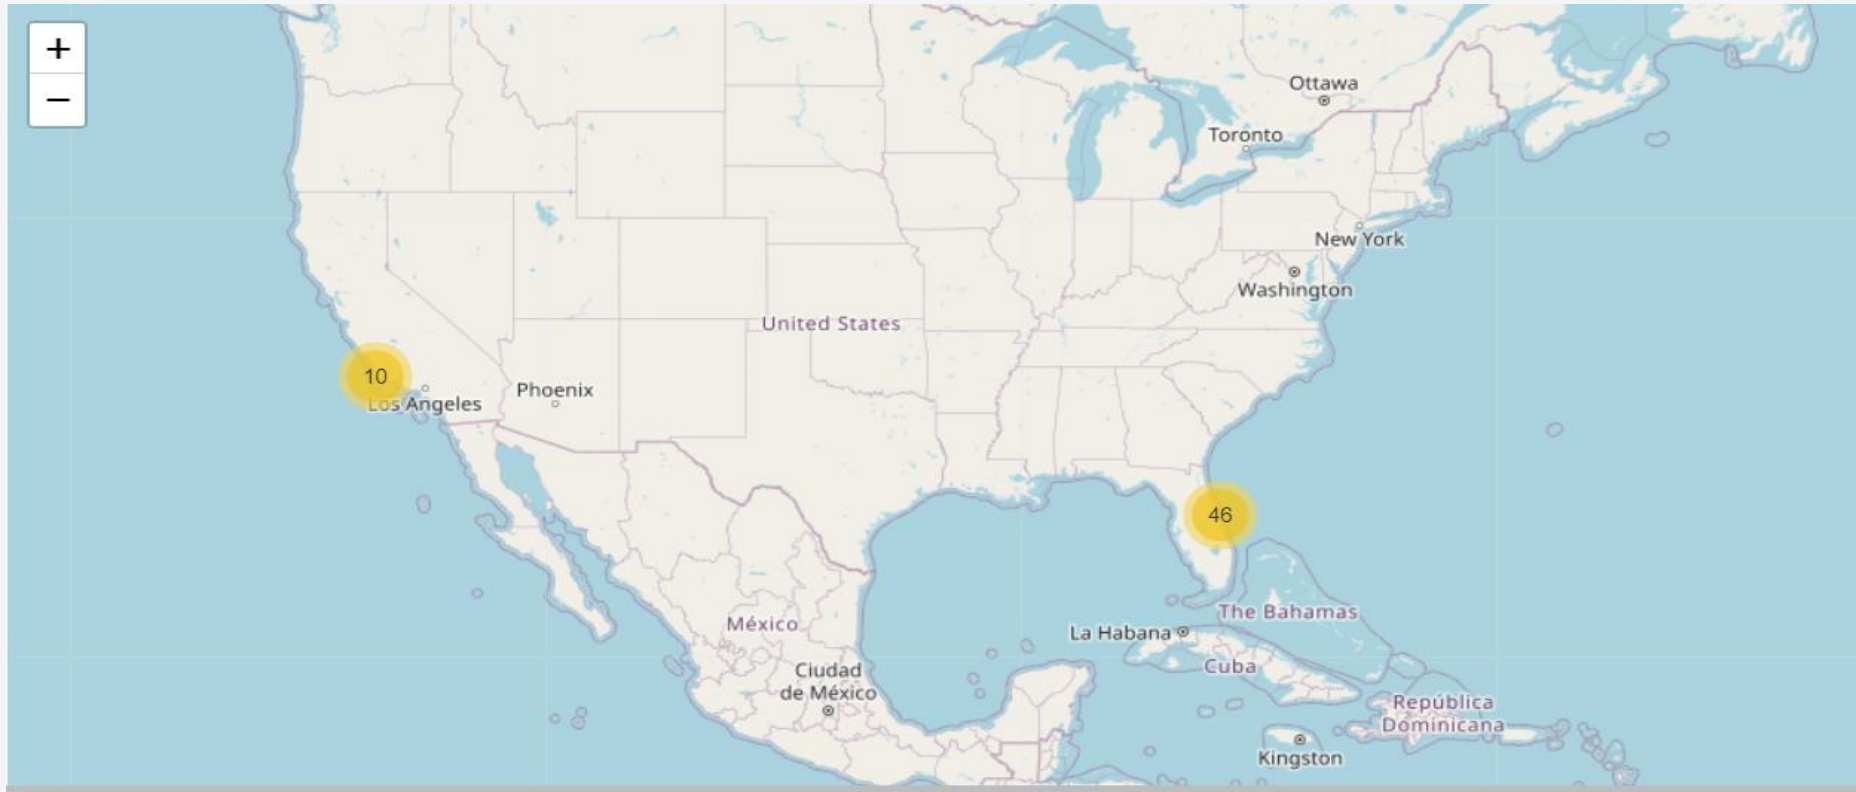 +
−
Ottawa
Toronto
New York
Washington
United States
10
Los Angeles
Phoenix
46
The Bahamas
México
La Habana
Cuba
Ciudad
de México
República
Dominicana
Kingston